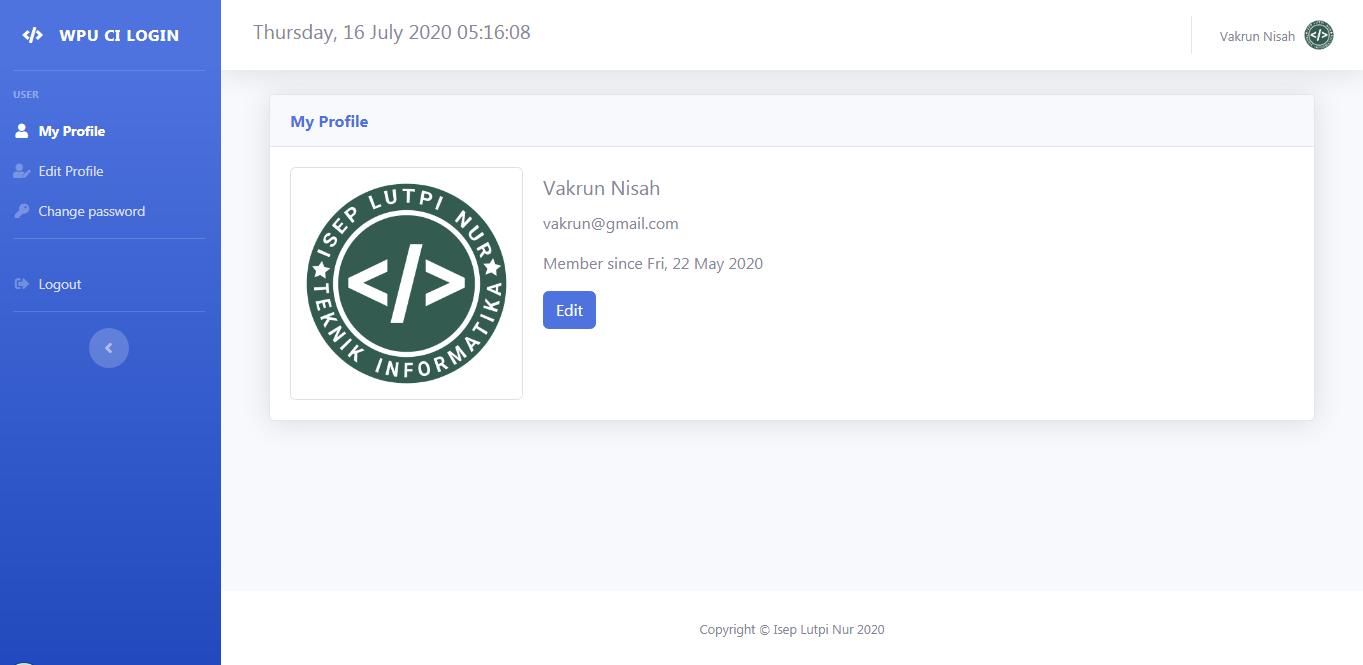 WPU CI LOGIN
Thursday, 16 July 2020 05:16:08
Vakrun Nisah
USER
My Profile
Edit Profile
Change password
Logout
My Profile
ISEP LUTPI NUR
</>
TEKNIK INFORMATIKA
Vakrun Nisah
vakrun@gmail.com
Member since Fri, 22 May 2020
Edit
Copyright © Isep Lutpi Nur 2020